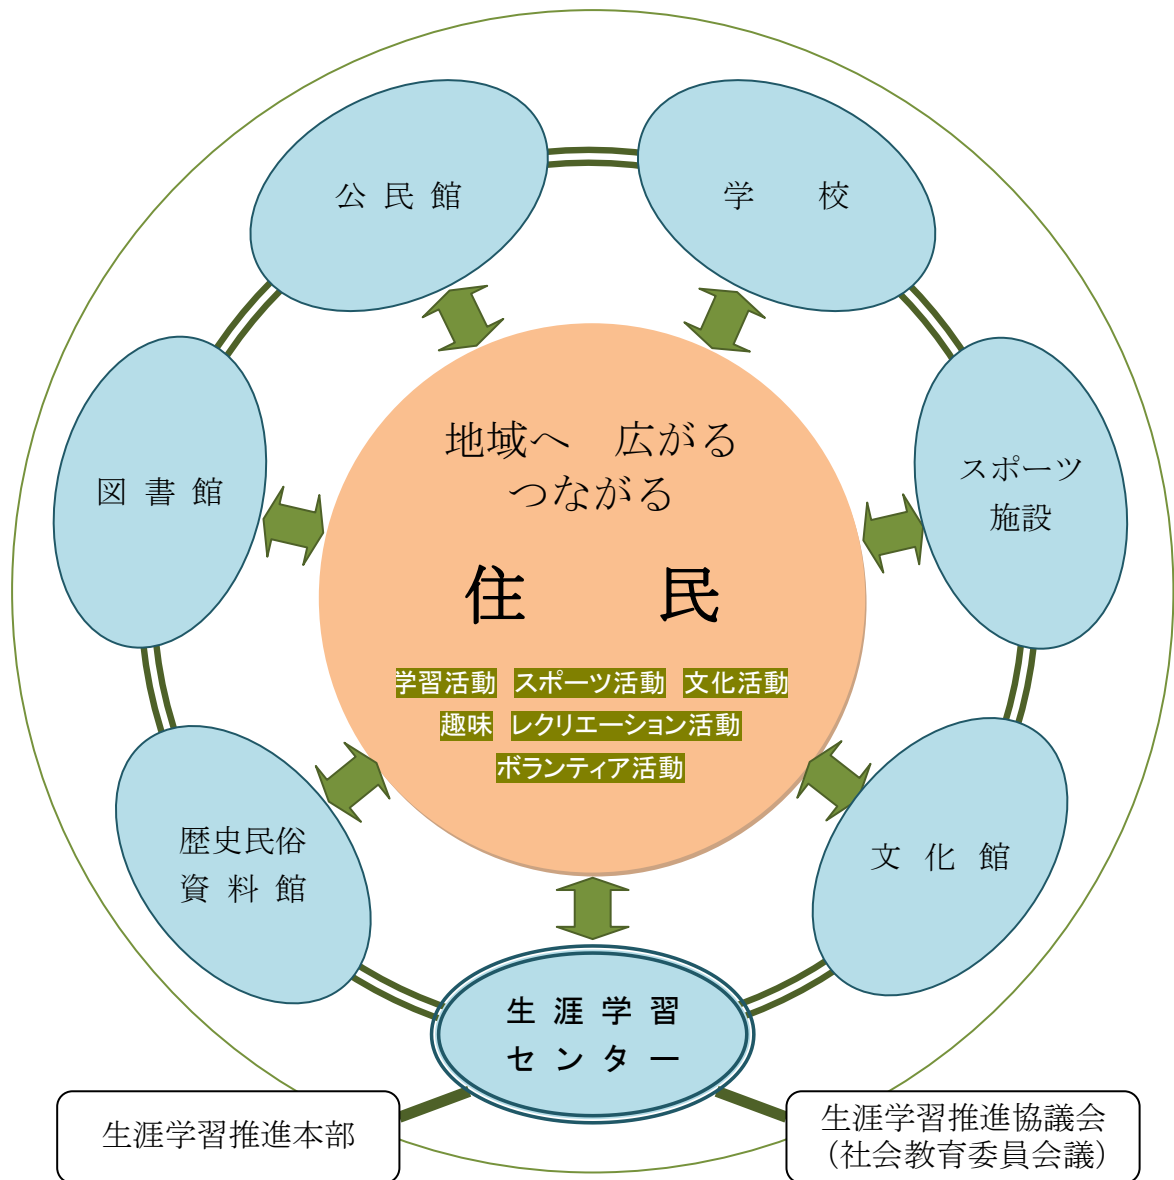 公民館
学　校
図書館
スポーツ
施設
地域へ　広がる
つながる
住　民
学習活動　スポーツ活動　文化活動
趣味　レクリエーション活動
ボランティア活動
歴史民俗
資料館
文化館
生涯学習
センター
生涯学習推進本部
生涯学習推進協議会
（社会教育委員会議）